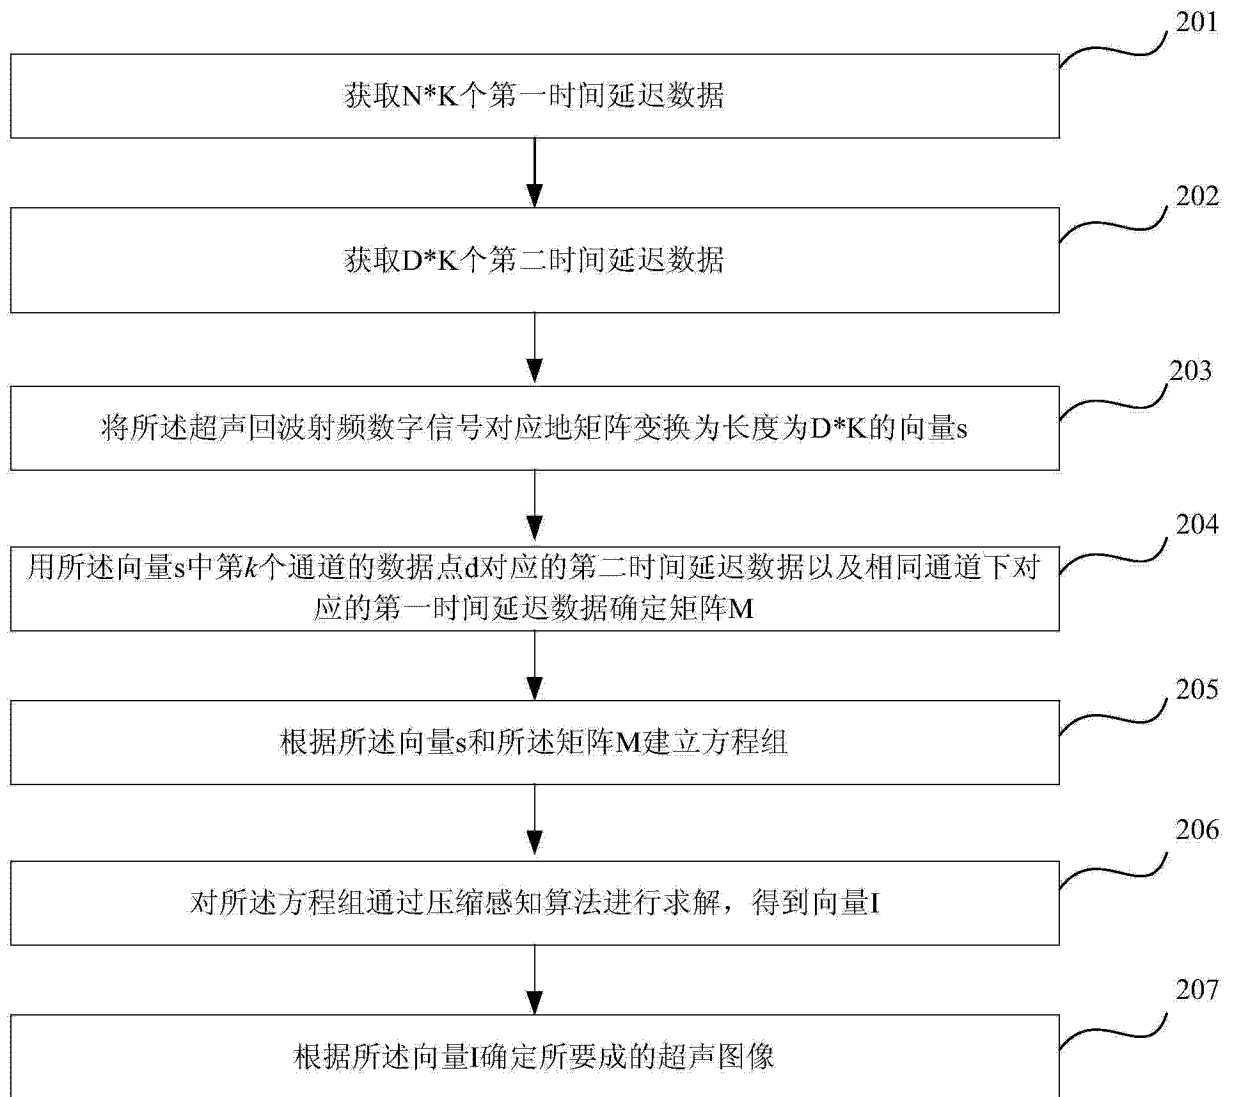 201
获取N*K个第一时间延迟数据
202
获取D*K个第二时间延迟数据
203
将所述超声回波射频数字信号对应地矩阵变换为长度为D*K的向量s
204
用所述向量s中第k个通道的数据点d对应的第二时间延迟数据以及相同通道下对
应的第一时间延迟数据确定矩阵M
205
根据所述向量s和所述矩阵M建立方程组
206
对所述方程组通过压缩感知算法进行求解，得到向量I
207
根据所述向量I确定所要成的超声图像